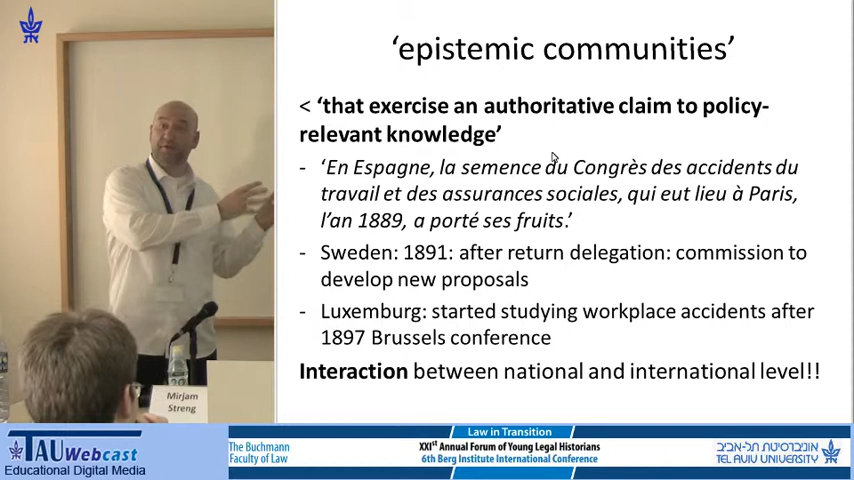 ‘epistemic communities’
< ‘that exercise an authoritative claim to policy-
relevant knowledge’
- ‘En Espagne, la semence du Congrès des accidents du
travail et des assurances sociales, qui eut lieu à Paris,
l’an 1889, a porté ses fruits.’
- Sweden: 1891: after return delegation: commission to
develop new proposals
- Luxemburg: started studying workplace accidents after
1897 Brussels conference
Interaction between national and international level!!
Mirjam
Streng
TAUWebcast
Educational Digital Media
The Buchmann
Faculty of Law
Law in Transition
XXIst Annual Forum of Young Legal Historians
6th Berg Institute International Conference
אוניברסיטת תל-אביב
TEL AVIV UNIVERSITY